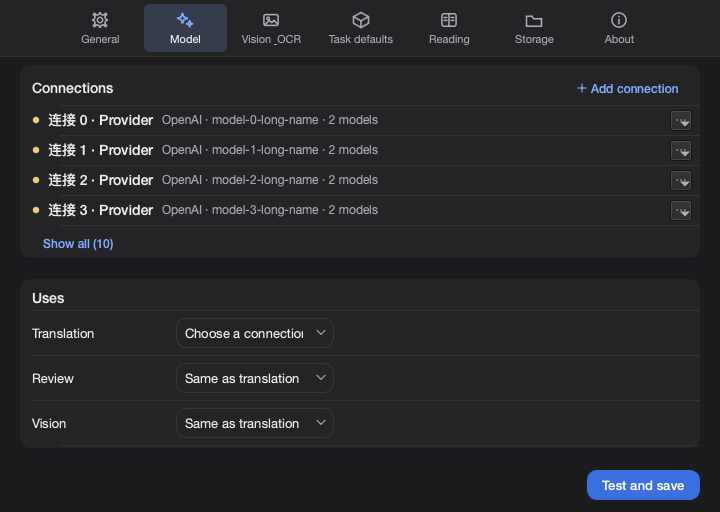 General Model Vision _OCR Task defaults Reading Storage About
Connections + Add connection
连接 0 · Provider OpenAI · model-0-long-name · 2 models
连接 1 · Provider OpenAI · model-1-long-name · 2 models
连接 2 · Provider OpenAI · model-2-long-name · 2 models
连接 3 · Provider OpenAI · model-3-long-name · 2 models
Show all (10)
Uses
Translation Choose a connection
Review Same as translation
Vision Same as translation
Test and save